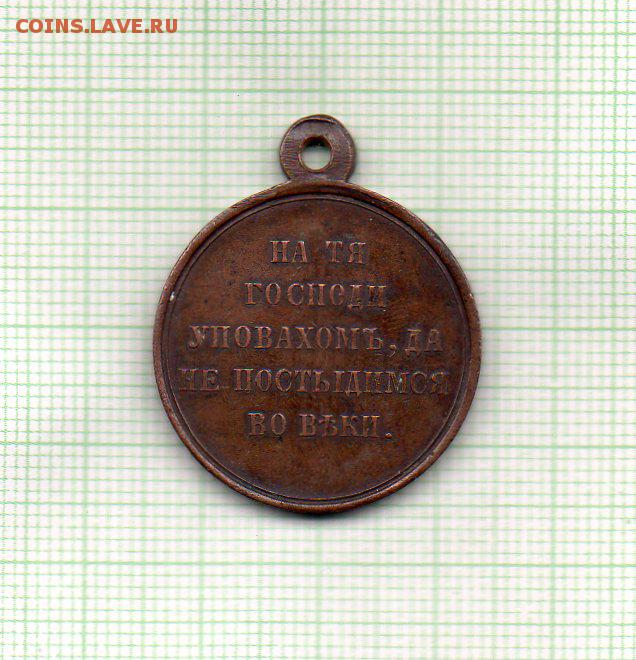 COINS.LAVE.RU
НА ТЯ
ГОСПОДИ
УПОВАХОМЪ, ДА
НЕ ПОСТЫДИМСЯ
ВО ВѢКИ.